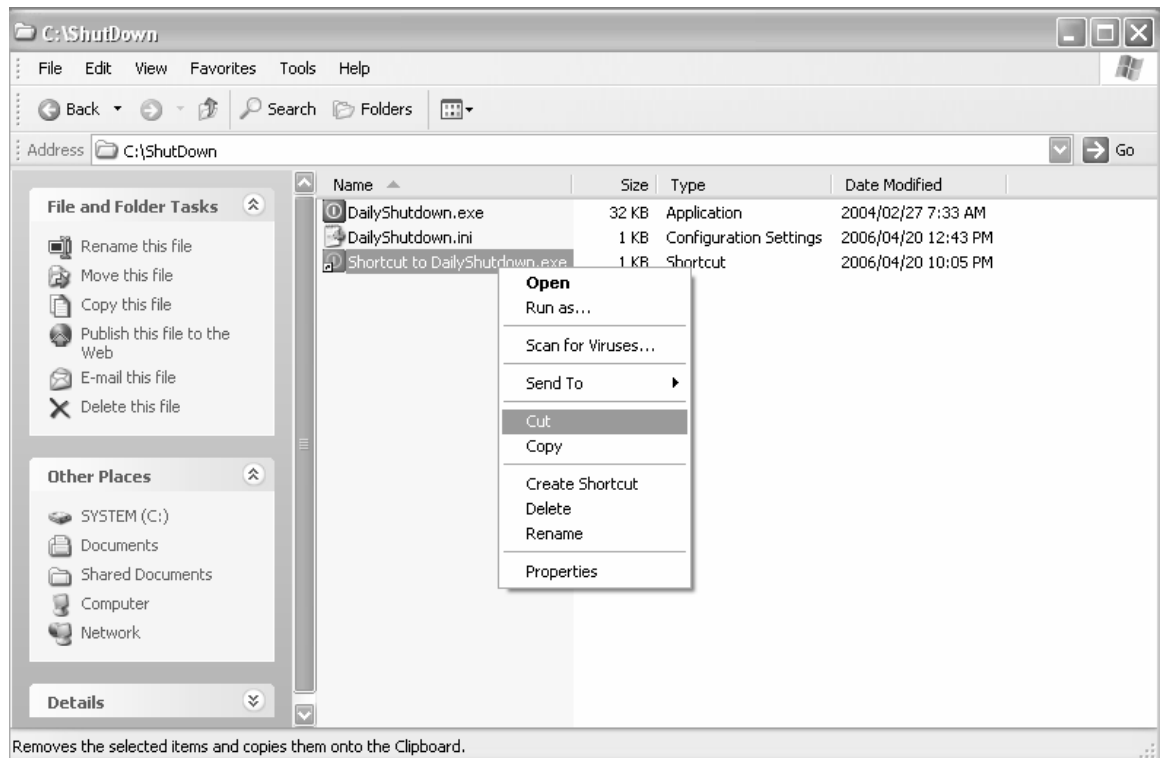 C:\ShutDown
File Edit View Favorites Tools Help
Back Search Folders
Address C:\ShutDown Go
File and Folder Tasks
Rename this file
Move this file
Copy this file
Publish this file to the
Web
E-mail this file
Delete this file
Other Places
SYSTEM (C:)
Documents
Shared Documents
Computer
Network
Details
Name Size Type Date Modified
DailyShutdown.exe 32 KB Application 2004/02/27 7:33 AM
DailyShutdown.ini 1 KB Configuration Settings 2006/04/20 12:43 PM
Shortcut to DailyShutdown.exe 1 KB Shortcut 2006/04/20 10:05 PM
Open
Run as...
Scan for Viruses...
Send To
Cut
Copy
Create Shortcut
Delete
Rename
Properties
Removes the selected items and copies them onto the Clipboard.